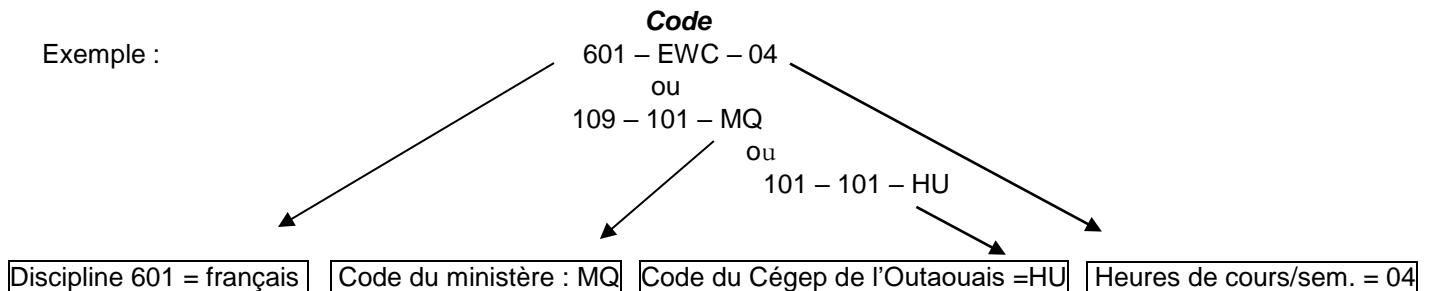 Code
Exemple : 601 – EWC – 04
ou
109 – 101 – MQ
ou
101 – 101 – HU
Discipline 601 = français Code du ministère : MQ Code du Cégep de l’Outaouais =HU Heures de cours/sem. = 04